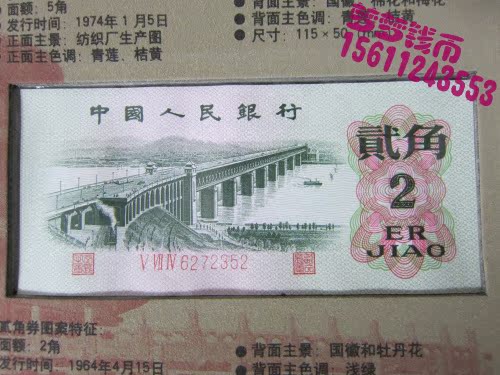 面额：5角
发行时间：1974年1月5日
正面主景：纺织厂生产图
正面主色调：青莲、桔黄
背面主景：国徽、棉花和梅花
背面主色调：青
尺寸：115×50
15611243553
中國人民銀行
貳角
2
ER
JIAO
V VII IV 6272352
贰角券图案特征：
面额：2角
发行时间：1964年4月15日
背面主景：国徽和牡丹花
背面主色调：浅绿